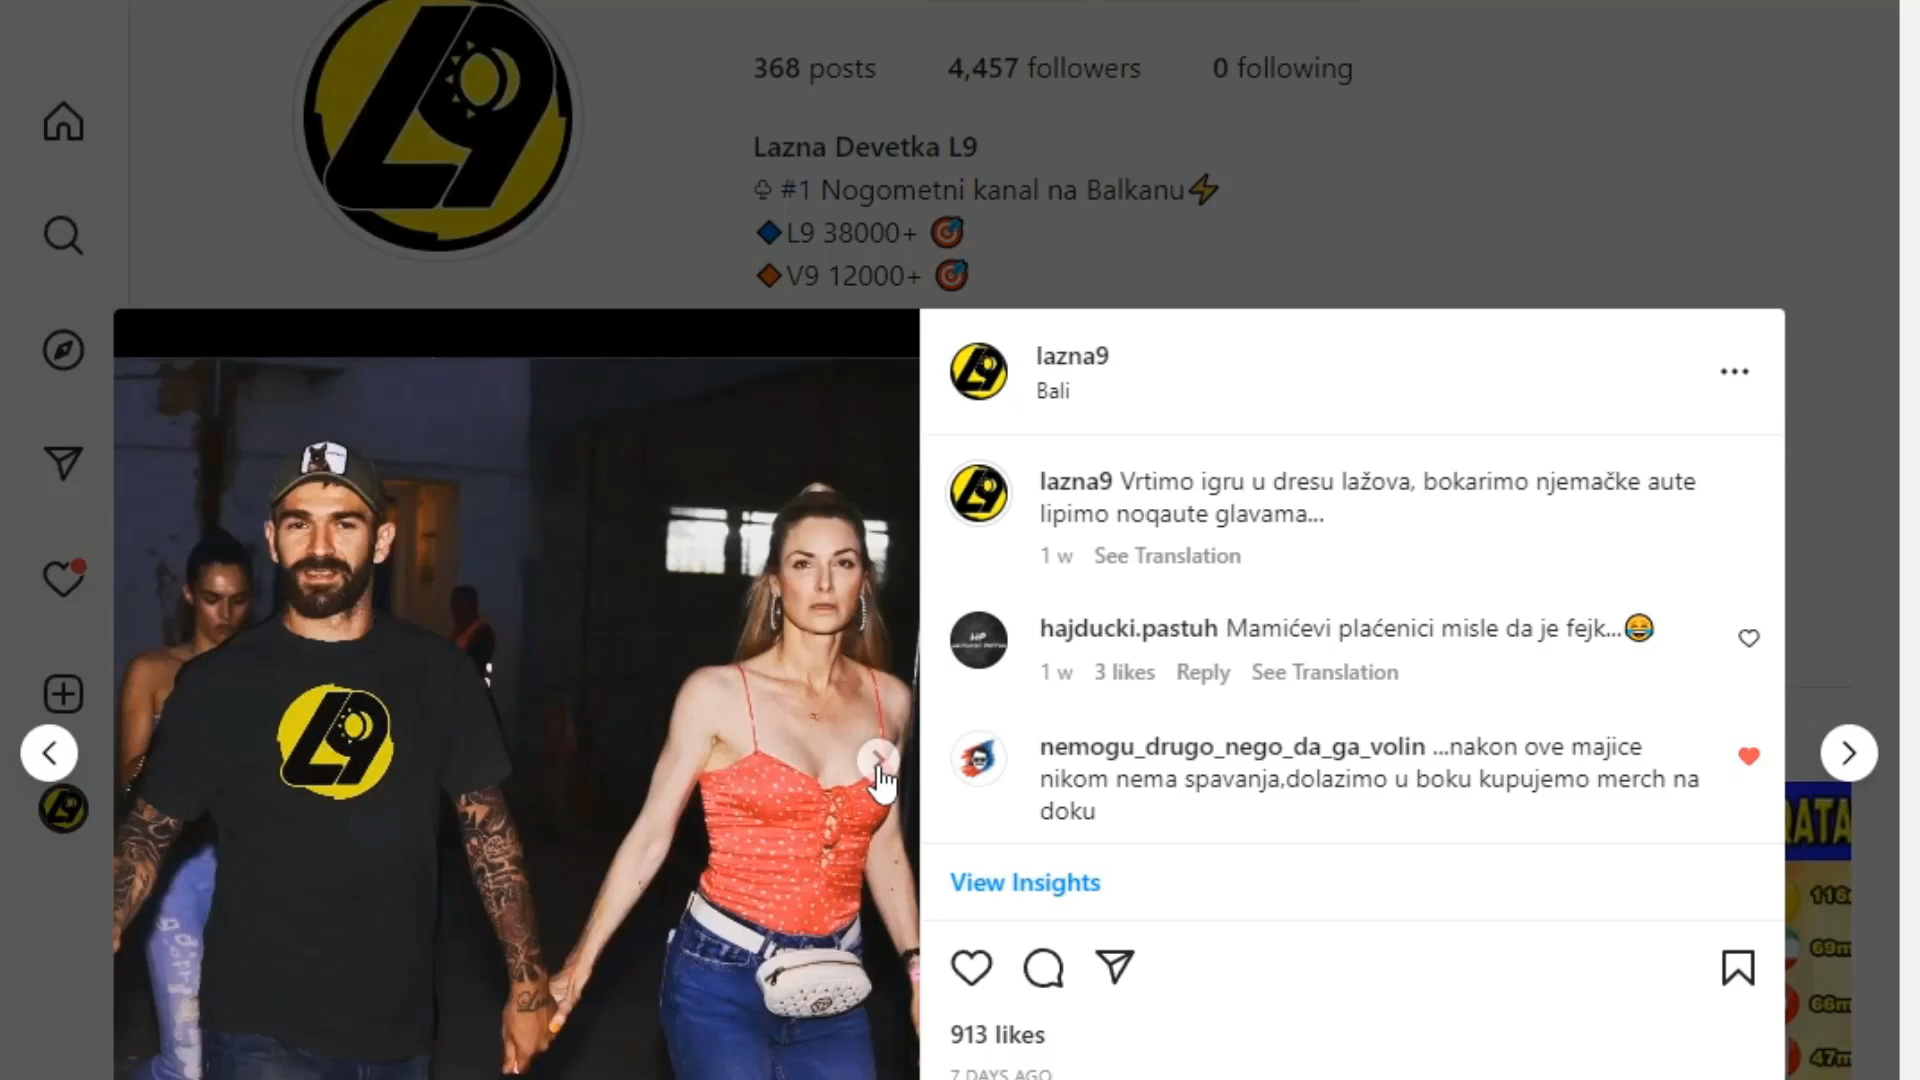 368 posts 4,457 followers 0 following
Lazna Devetka L9
#1 Nogometni kanal na Balkanu
L9 38000+
V9 12000+
L9
lazna9
Bali
lazna9 Vrtimo igru u dresu lažova, bokarimo njemačke aute
lipimo noqaute glavama...
1 w See Translation
hajducki.pastuh Mamićevi plaćenici misle da je fejk...
1 w 3 likes Reply See Translation
nemogu_drugo_nego_da_ga_volin ...nakon ove majice
nikom nema spavanja,dolazimo u boku kupujemo merch na
doku
View Insights
913 likes
7 DAYS AGO
L9